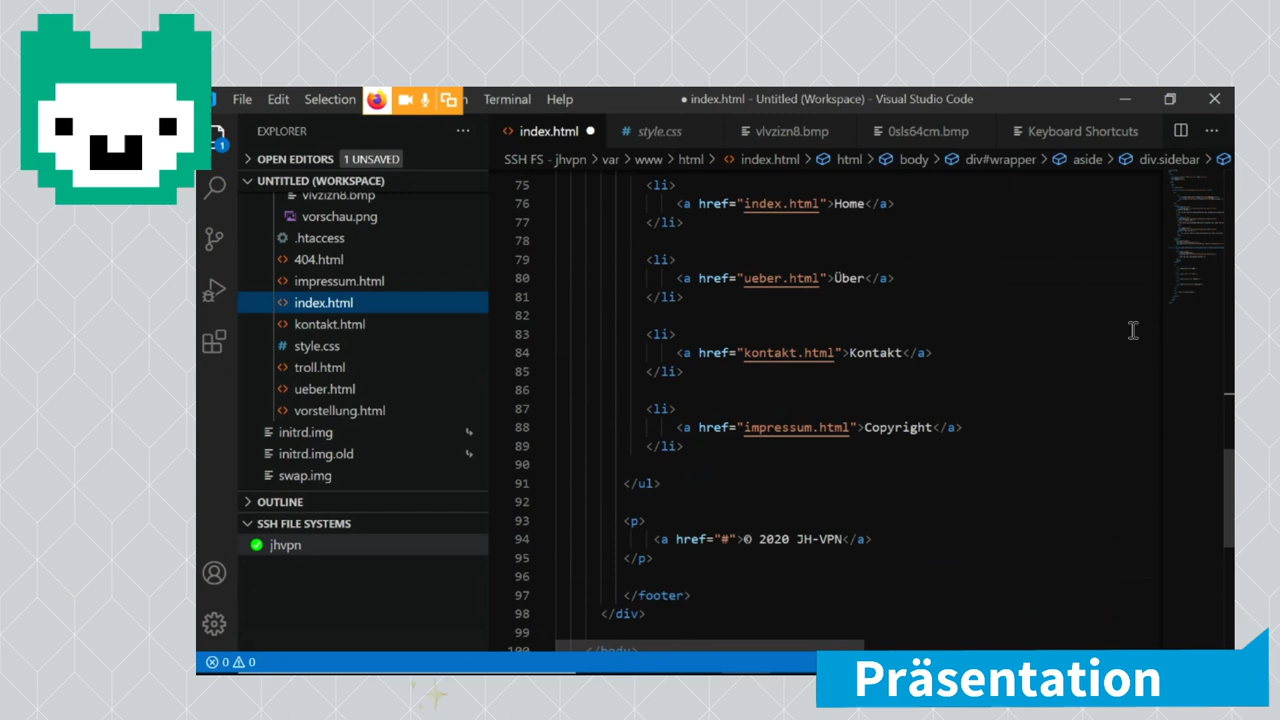 File Edit Selection Terminal Help ● index.html - Untitled (Workspace) - Visual Studio Code
EXPLORER
1
OPEN EDITORS 1 UNSAVED
UNTITLED (WORKSPACE)
vlvzizn8.bmp
vorschau.png
.htaccess
404.html
impressum.html
index.html
kontakt.html
style.css
troll.html
ueber.html
vorstellung.html
initrd.img
initrd.img.old
swap.img
OUTLINE
SSH FILE SYSTEMS
jhvpn
index.html ● style.css vlvzizn8.bmp 0sls64cm.bmp Keyboard Shortcuts
SSH FS - jhvpn › var › www › html › index.html › html › body › div#wrapper › aside › div.sidebar ›
75 <li>
76 <a href="index.html">Home</a>
77 </li>
78
79 <li>
80 <a href="ueber.html">Über</a>
81 </li>
82
83 <li>
84 <a href="kontakt.html">Kontakt</a>
85 </li>
86
87 <li>
88 <a href="impressum.html">Copyright</a>
89 </li>
90
91 </ul>
92
93 <p>
94 <a href="#">© 2020 JH-VPN</a>
95 </p>
96
97 </footer>
98 </div>
99
100 </body>
0 0
Präsentation